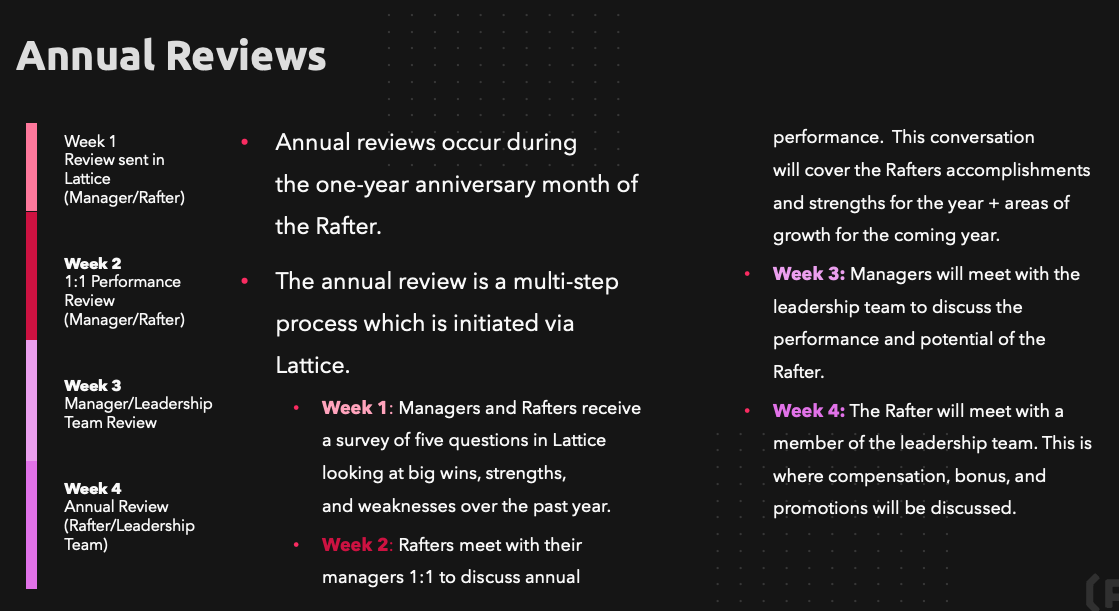 Annual Reviews
Week 1
Review sent in
Lattice
(Manager/Rafter)
Week 2
1:1 Performance
Review
(Manager/Rafter)
Week 3
Manager/Leadership
Team Review
Week 4
Annual Review
(Rafter/Leadership
Team)
• Annual reviews occur during
the one-year anniversary month of
the Rafter.
• The annual review is a multi-step
process which is initiated via
Lattice.
• Week 1: Managers and Rafters receive
a survey of five questions in Lattice
looking at big wins, strengths,
and weaknesses over the past year.
• Week 2: Rafters meet with their
managers 1:1 to discuss annual
performance. This conversation
will cover the Rafters accomplishments
and strengths for the year + areas of
growth for the coming year.
• Week 3: Managers will meet with the
leadership team to discuss the
performance and potential of the
Rafter.
• Week 4: The Rafter will meet with a
member of the leadership team. This is
where compensation, bonus, and
promotions will be discussed.